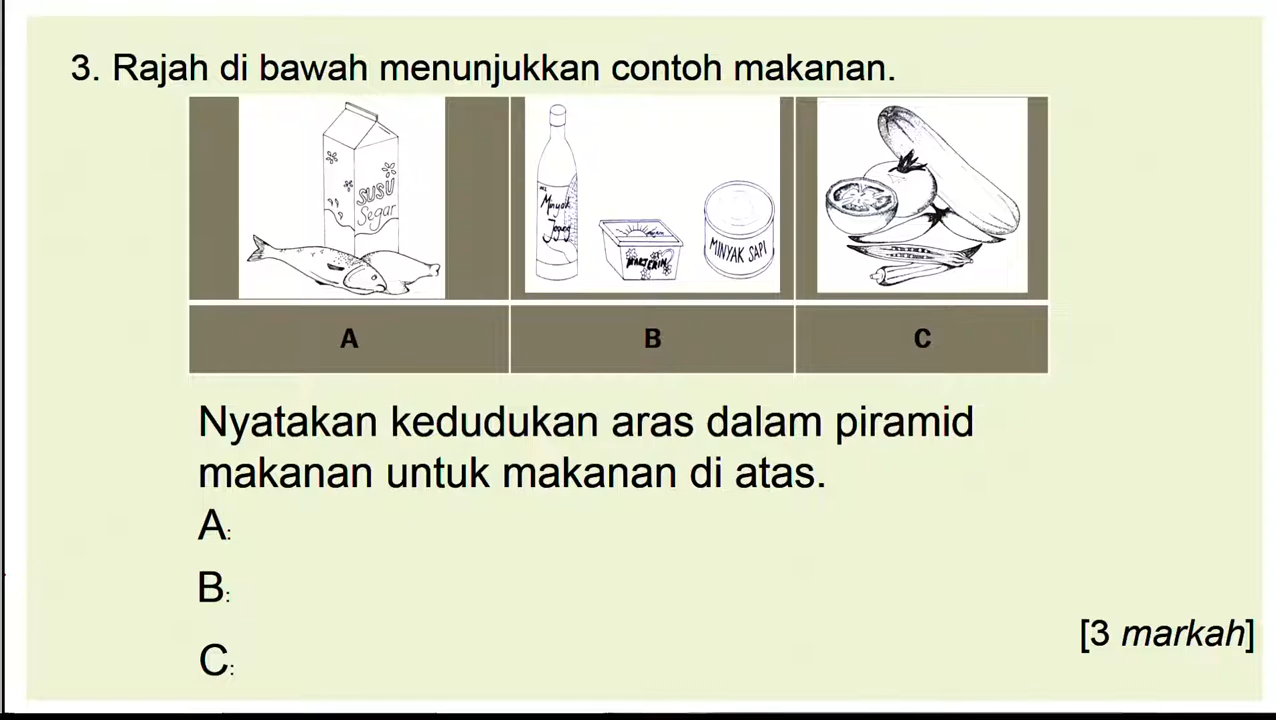 3. Rajah di bawah menunjukkan contoh makanan.
SUSU
Segar
Minyak
Jagung
MARJERIN
MINYAK SAPI
A B C
Nyatakan kedudukan aras dalam piramid
makanan untuk makanan di atas.
A:
B:
C:
[3 markah]